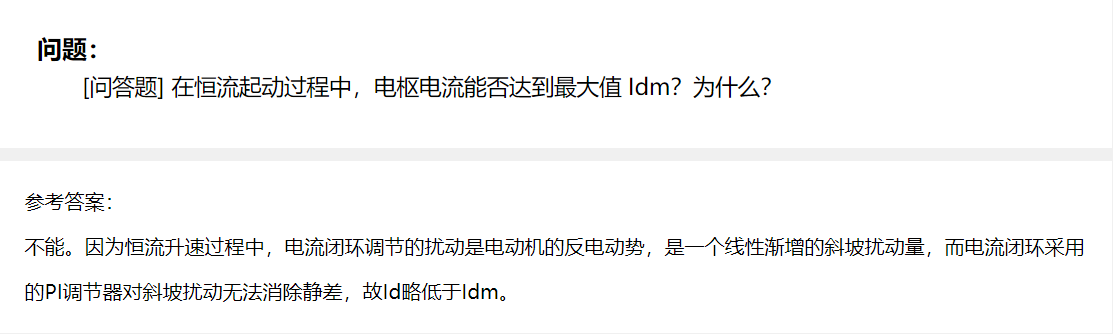 问题：
[问答题] 在恒流起动过程中，电枢电流能否达到最大值 Idm？为什么？
参考答案：
不能。因为恒流升速过程中，电流闭环调节的扰动是电动机的反电动势，是一个线性渐增的斜坡扰动量，而电流闭环采用
的PI调节器对斜坡扰动无法消除静差，故Id略低于Idm。